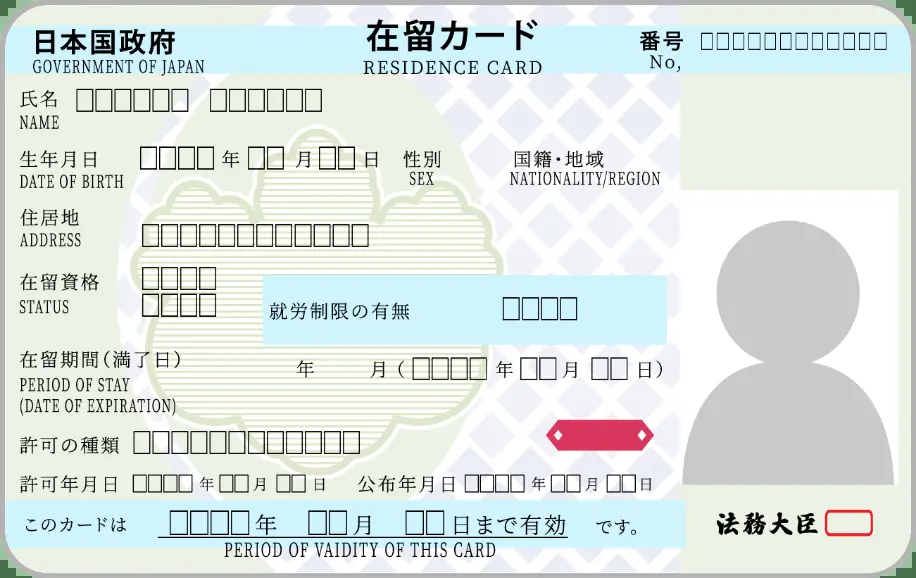 日本国政府 在留カード 番号 □□□□□□□□□□□□
GOVERNMENT OF JAPAN RESIDENCE CARD No,
氏名 □□□□□□ □□□□□□
NAME
生年月日 □□□□年□□月□□日 性別 国籍・地域
DATE OF BIRTH SEX NATIONALITY/REGION
住居地 □□□□□□□□□□□□
ADDRESS
在留資格 □□□□
STATUS □□□□
就労制限の有無 □□□□
在留期間(満了日) 年 月(□□□□年□□月□□日)
PERIOD OF STAY
(DATE OF EXPIRATION)
許可の種類 □□□□□□□□□□□□
許可年月日 □□□□年□□月□□日 公布年月日 □□□□年□□月□□日
このカードは □□□□年 □□月 □□日まで有効 です。
PERIOD OF VAIDITY OF THIS CARD
法務大臣